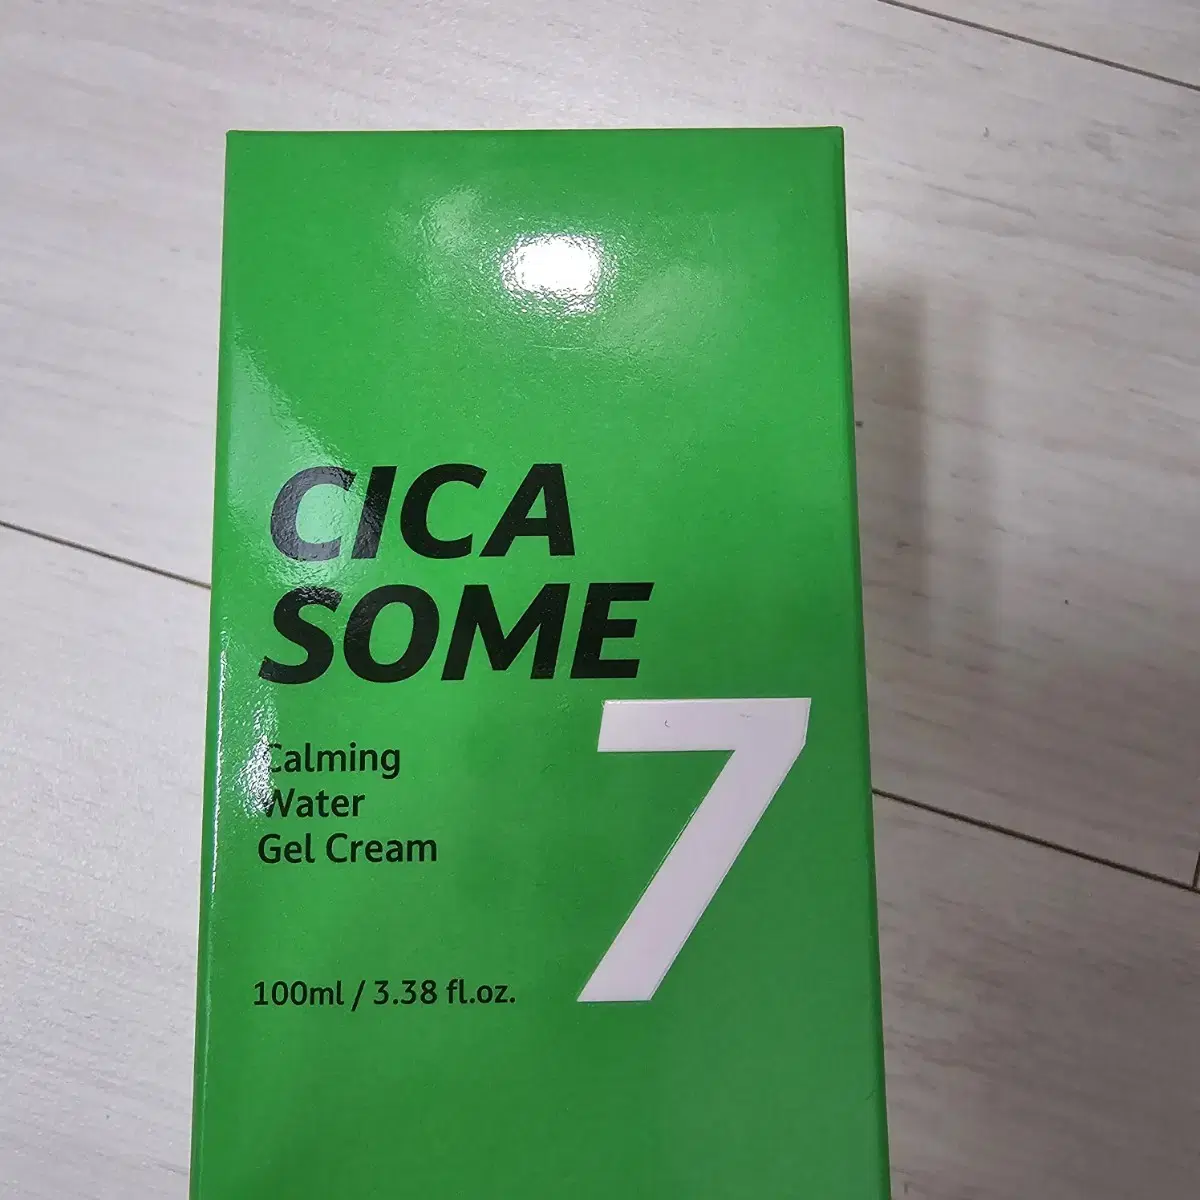 CICA
SOME
7
Calming
Water
Gel Cream
100ml / 3.38 fl.oz.